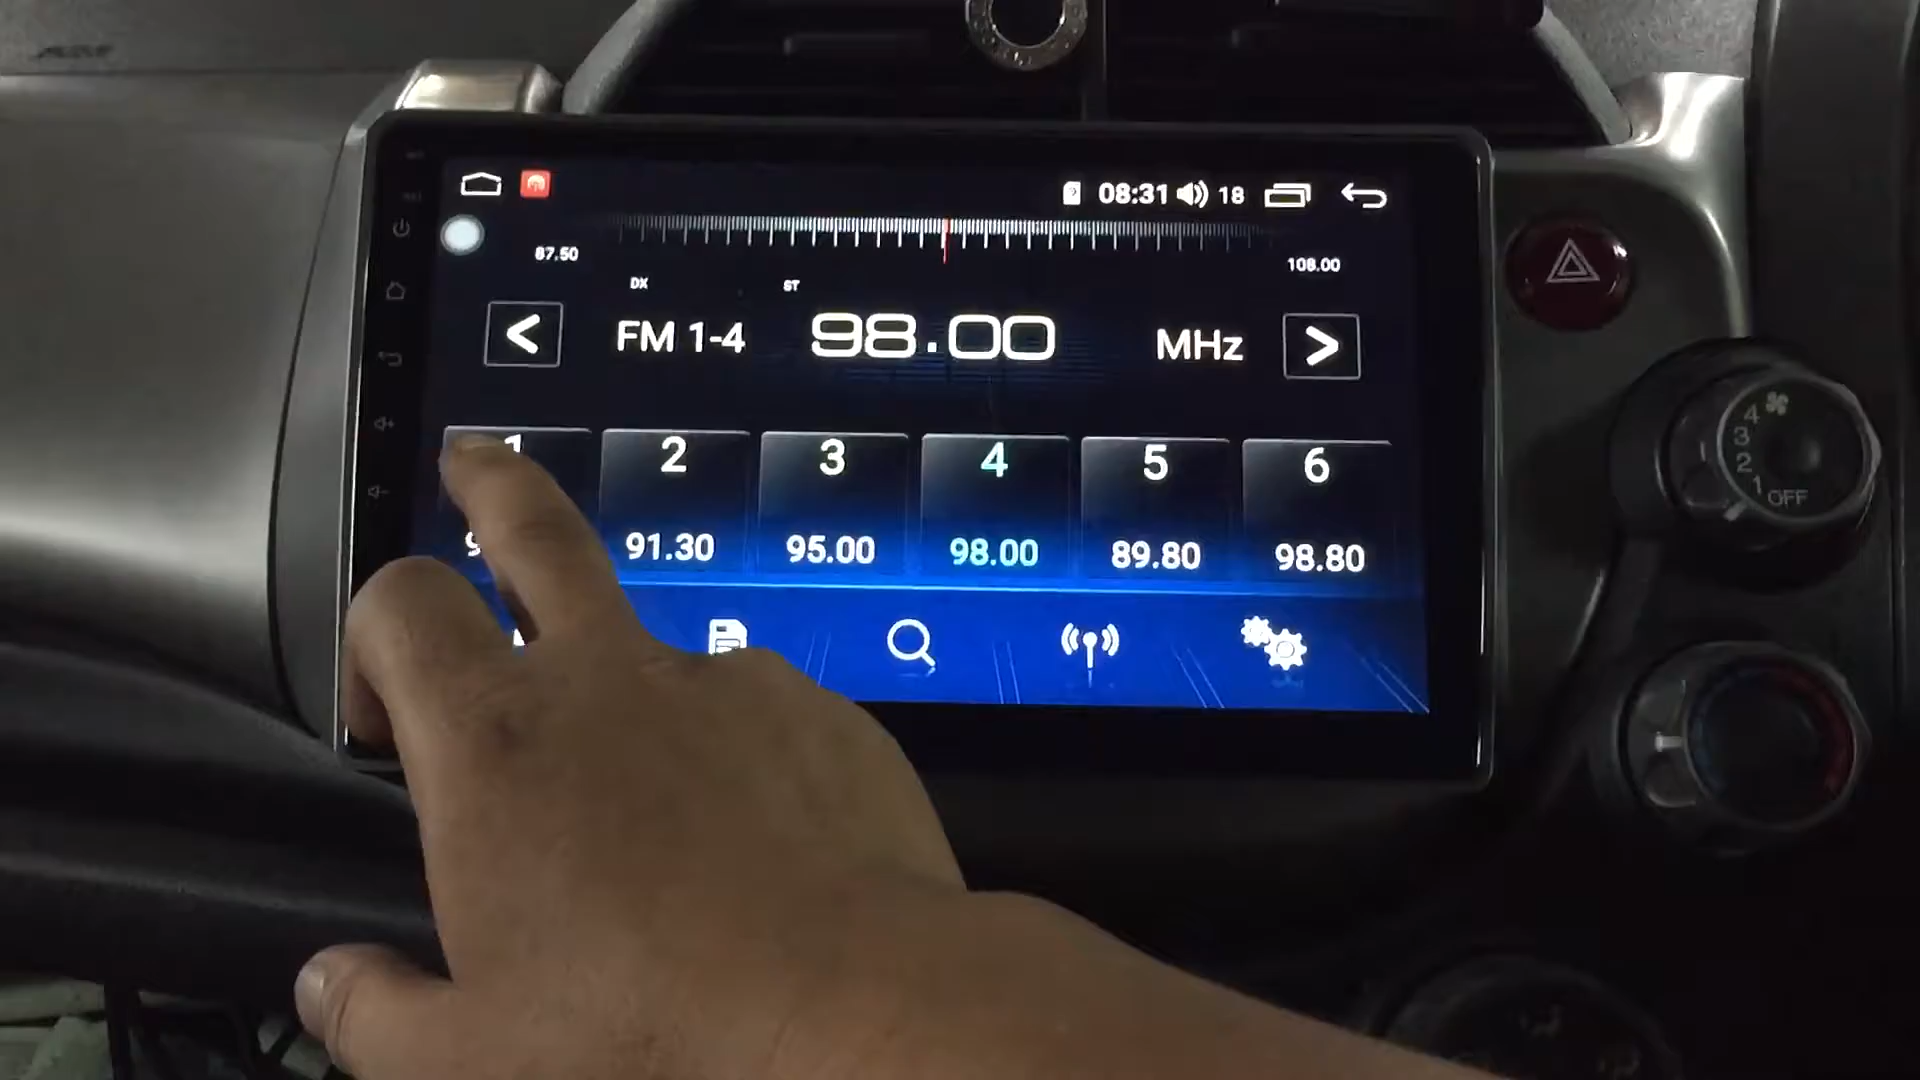 08:31 18
87.50
108.00
DX
ST
FM 1-4 98.00 MHz
1 2 3 4 5 6
91.30 95.00 98.00 89.80 98.80
4
3
2
1
OFF